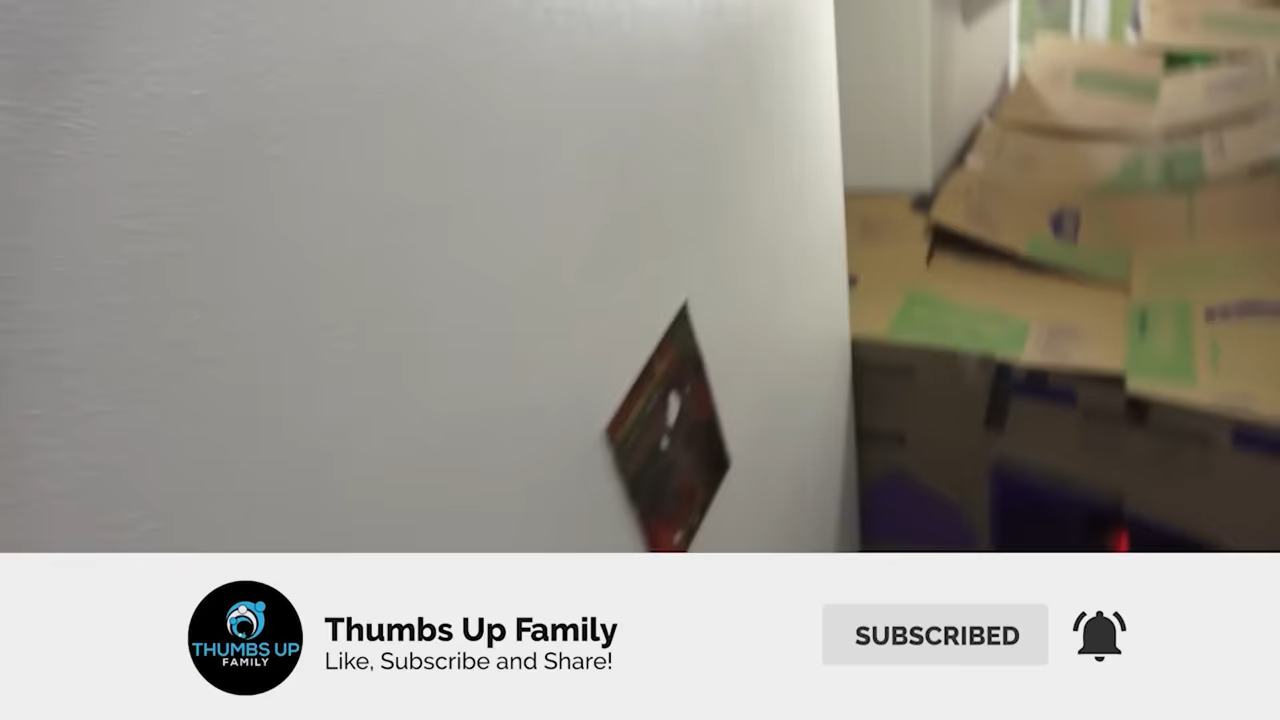 THUMBS UP
FAMILY
Thumbs Up Family
Like, Subscribe and Share!
SUBSCRIBED